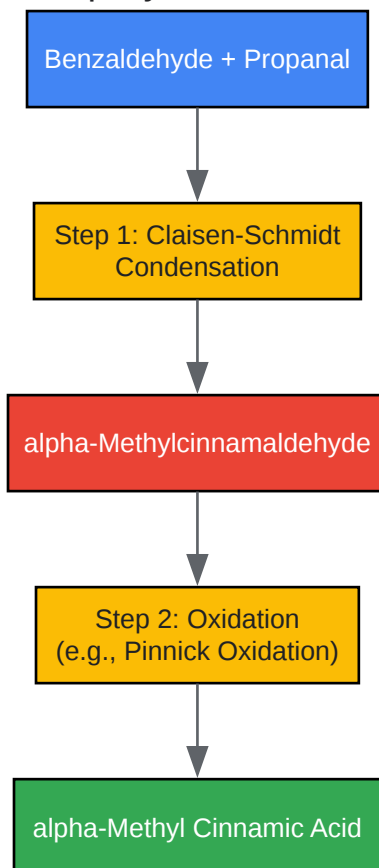 Benzaldehyde + Propanal
Step 1: Claisen-Schmidt
Condensation
alpha-Methylcinnamaldehyde
Step 2: Oxidation
(e.g., Pinnick Oxidation)
alpha-Methyl Cinnamic Acid